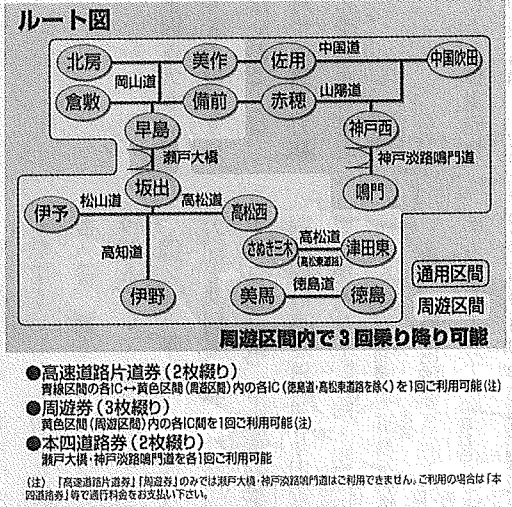 ルート図
中国道
北房 美作 佐用 中国吹田
岡山道 山陽道
倉敷 備前 赤穂
早島 神戸西
瀬戸大橋 神戸淡路鳴門道
坂出 鳴門
松山道 高松道
伊予 高松西
高知道 高松道
さぬき三木 津田東
(高松東道路)
徳島道
伊野 美馬 徳島
通用区間
周遊区間
周遊区間内で3回乗り降り可能
●高速道路片道券(2枚綴り)
青線区間の各IC↔黄色区間(周遊区間)内の各IC(徳島道・高松東道路を除く)を1回ご利用可能(注)
●周遊券(3枚綴り)
黄色区間(周遊区間)内の各IC間を1回ご利用可能(注)
●本四道路券(2枚綴り)
瀬戸大橋・神戸淡路鳴門道を各1回ご利用可能
(注)「高速道路片道券」「周遊券」のみでは瀬戸大橋・神戸淡路鳴門道はご利用できません。ご利用の場合は「本
四道路券」等で通行料金をお支払い下さい。